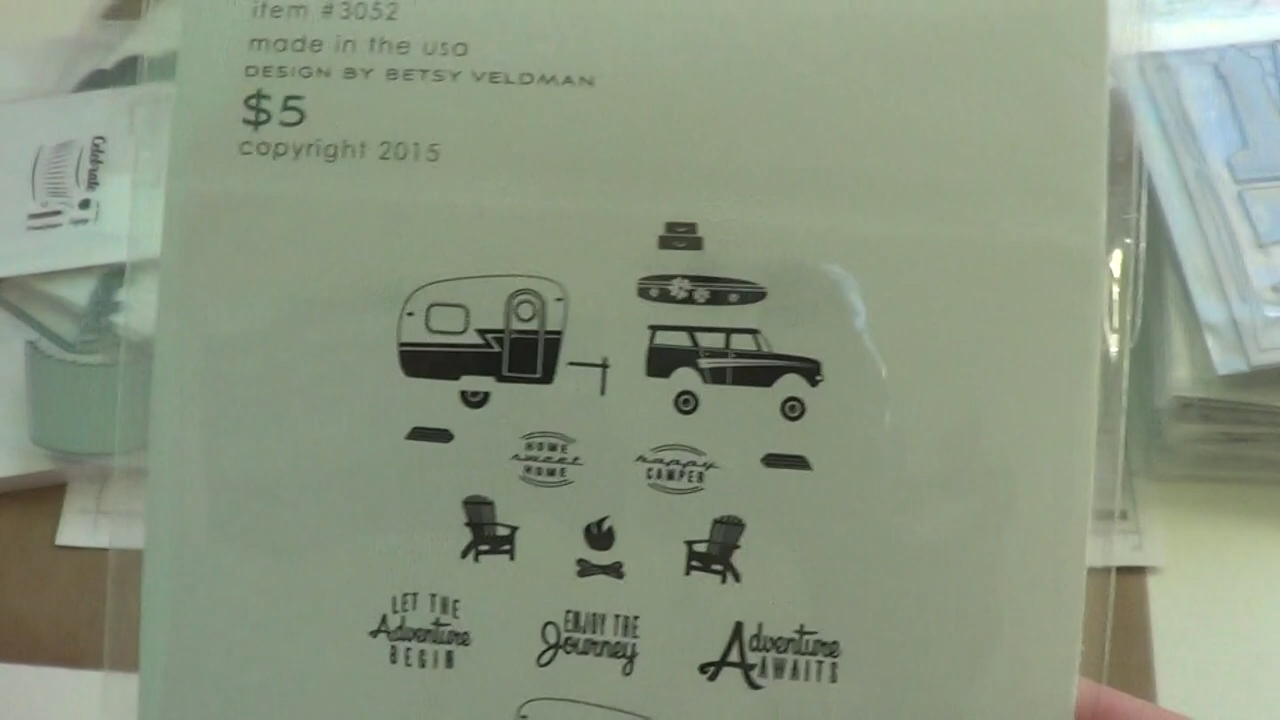 item #3052
made in the usa
DESIGN BY BETSY VELDMAN
$5
copyright 2015
Celebrate
HOME
sweet
HOME
happy
CAMPER
LET THE
Adventure
BEGIN
ENJOY THE
Journey
Adventure
AWAITS